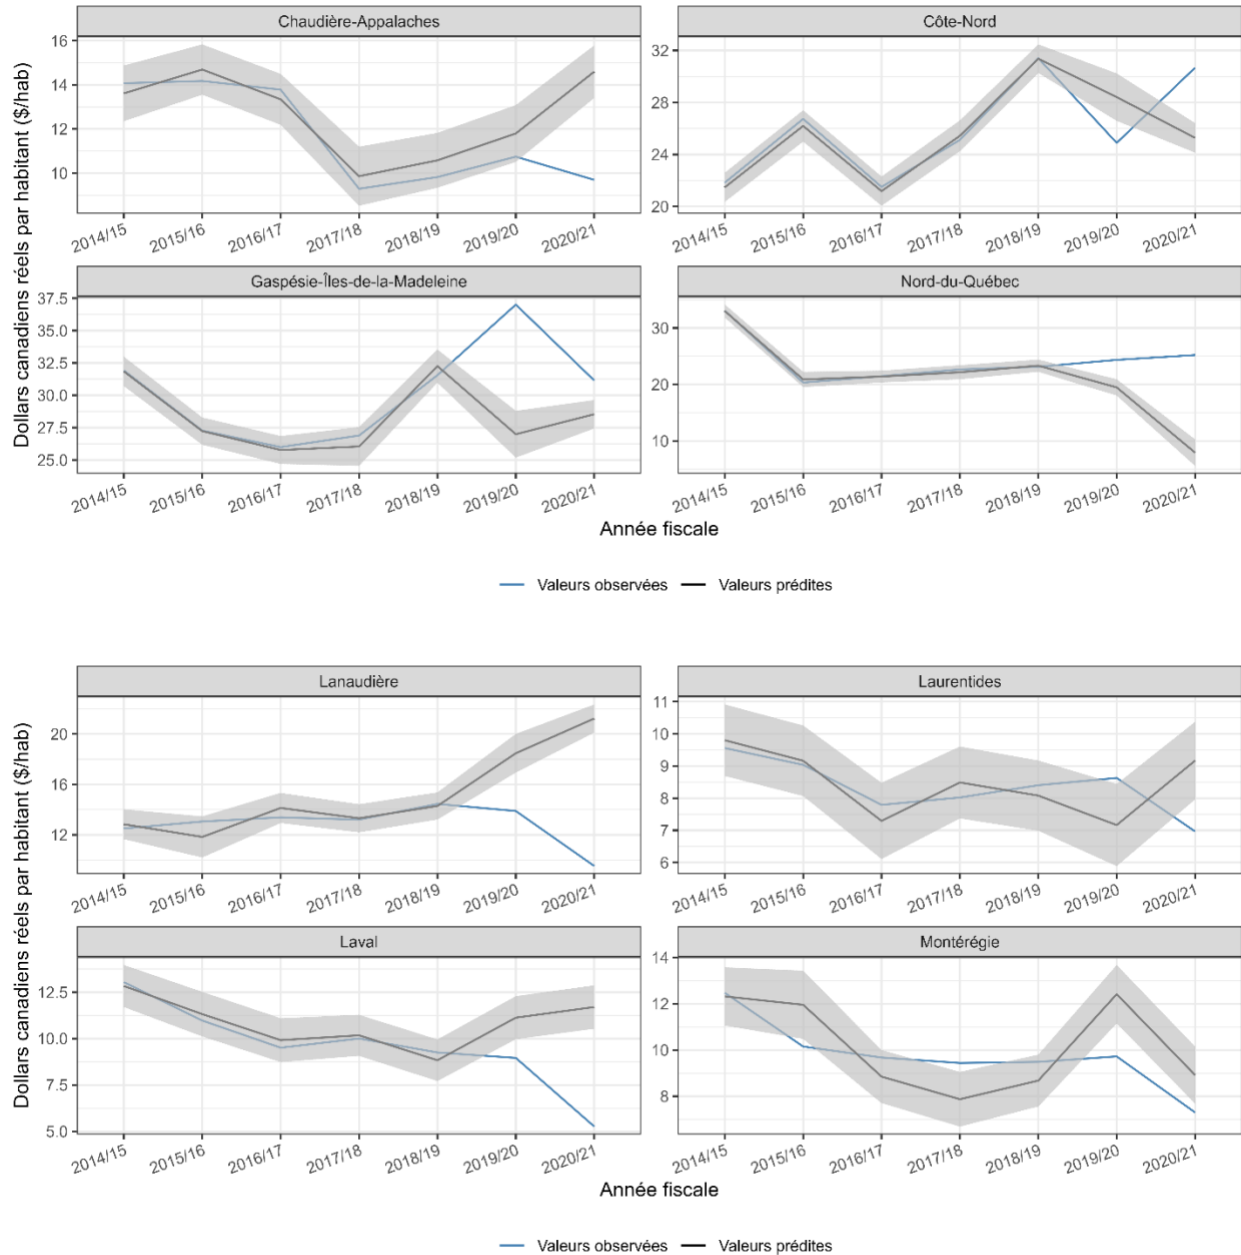 Chaudière-Appalaches
Côte-Nord
16
14
12
10
32
28
24
20
2014/15 2015/16 2016/17 2017/18 2018/19 2019/20 2020/21
2014/15 2015/16 2016/17 2017/18 2018/19 2019/20 2020/21
Gaspésie-Îles-de-la-Madeleine
Nord-du-Québec
37.5
35.0
32.5
30.0
27.5
25.0
30
20
10
2014/15 2015/16 2016/17 2017/18 2018/19 2019/20 2020/21
2014/15 2015/16 2016/17 2017/18 2018/19 2019/20 2020/21
Dollars canadiens réels par habitant ($/hab)
Année fiscale
Valeurs observées Valeurs prédites
Lanaudière
Laurentides
20
16
12
11
10
9
8
7
6
2014/15 2015/16 2016/17 2017/18 2018/19 2019/20 2020/21
2014/15 2015/16 2016/17 2017/18 2018/19 2019/20 2020/21
Laval
Montérégie
12.5
10.0
7.5
5.0
14
12
10
8
2014/15 2015/16 2016/17 2017/18 2018/19 2019/20 2020/21
2014/15 2015/16 2016/17 2017/18 2018/19 2019/20 2020/21
Dollars canadiens réels par habitant ($/hab)
Année fiscale
Valeurs observées Valeurs prédites